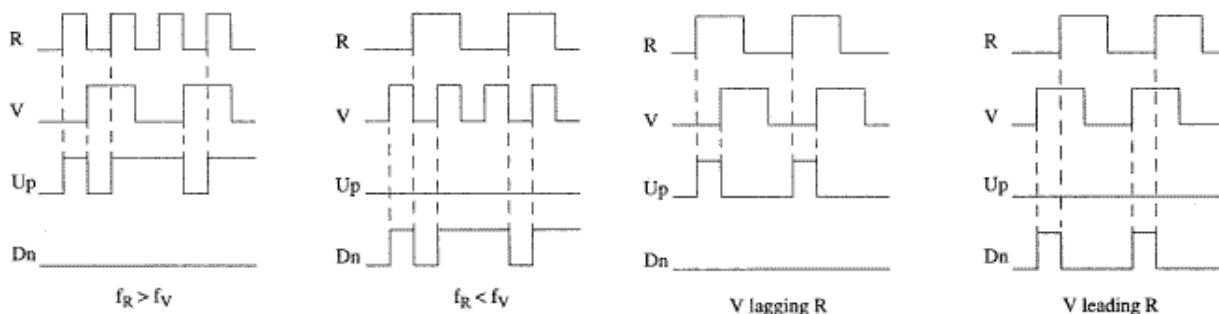 R
V
Up
Dn
f_R > f_V
R
V
Up
Dn
f_R < f_V
R
V
Up
Dn
V lagging R
R
V
Up
Dn
V leading R